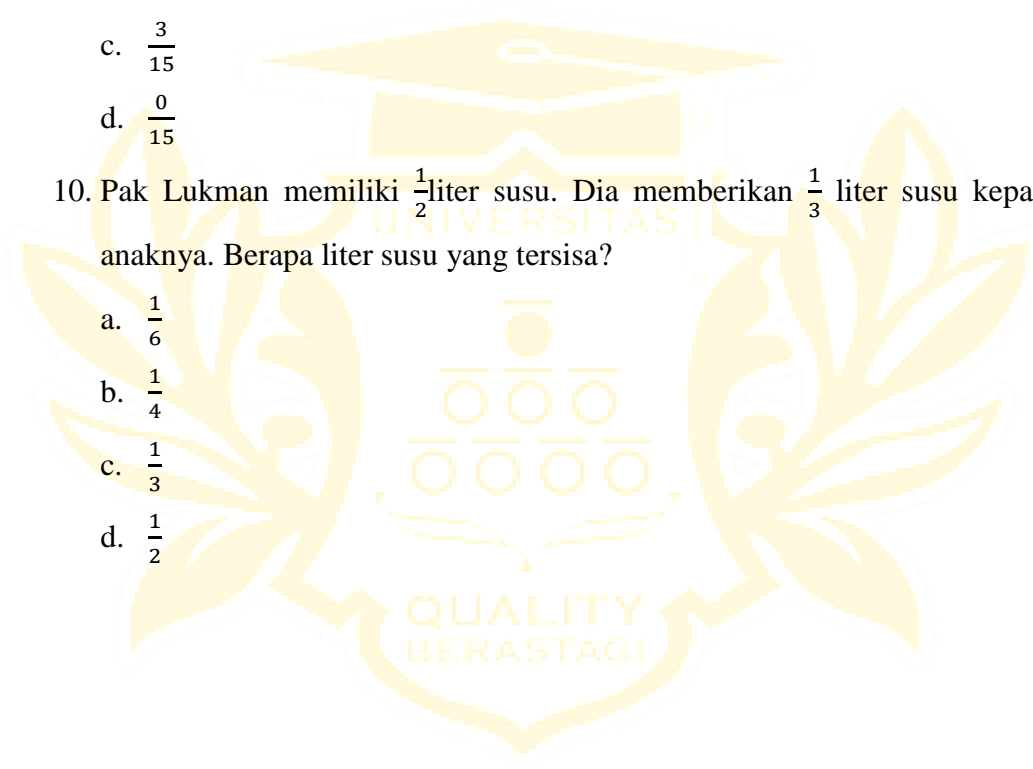 c. 3/15
d. 0/15
10. Pak Lukman memiliki 1/2 liter susu. Dia memberikan 1/3 liter susu kepa
anaknya. Berapa liter susu yang tersisa?
UNIVERSITAS
a. 1/6
b. 1/4
c. 1/3
d. 1/2
QUALITY
BERASTAGI